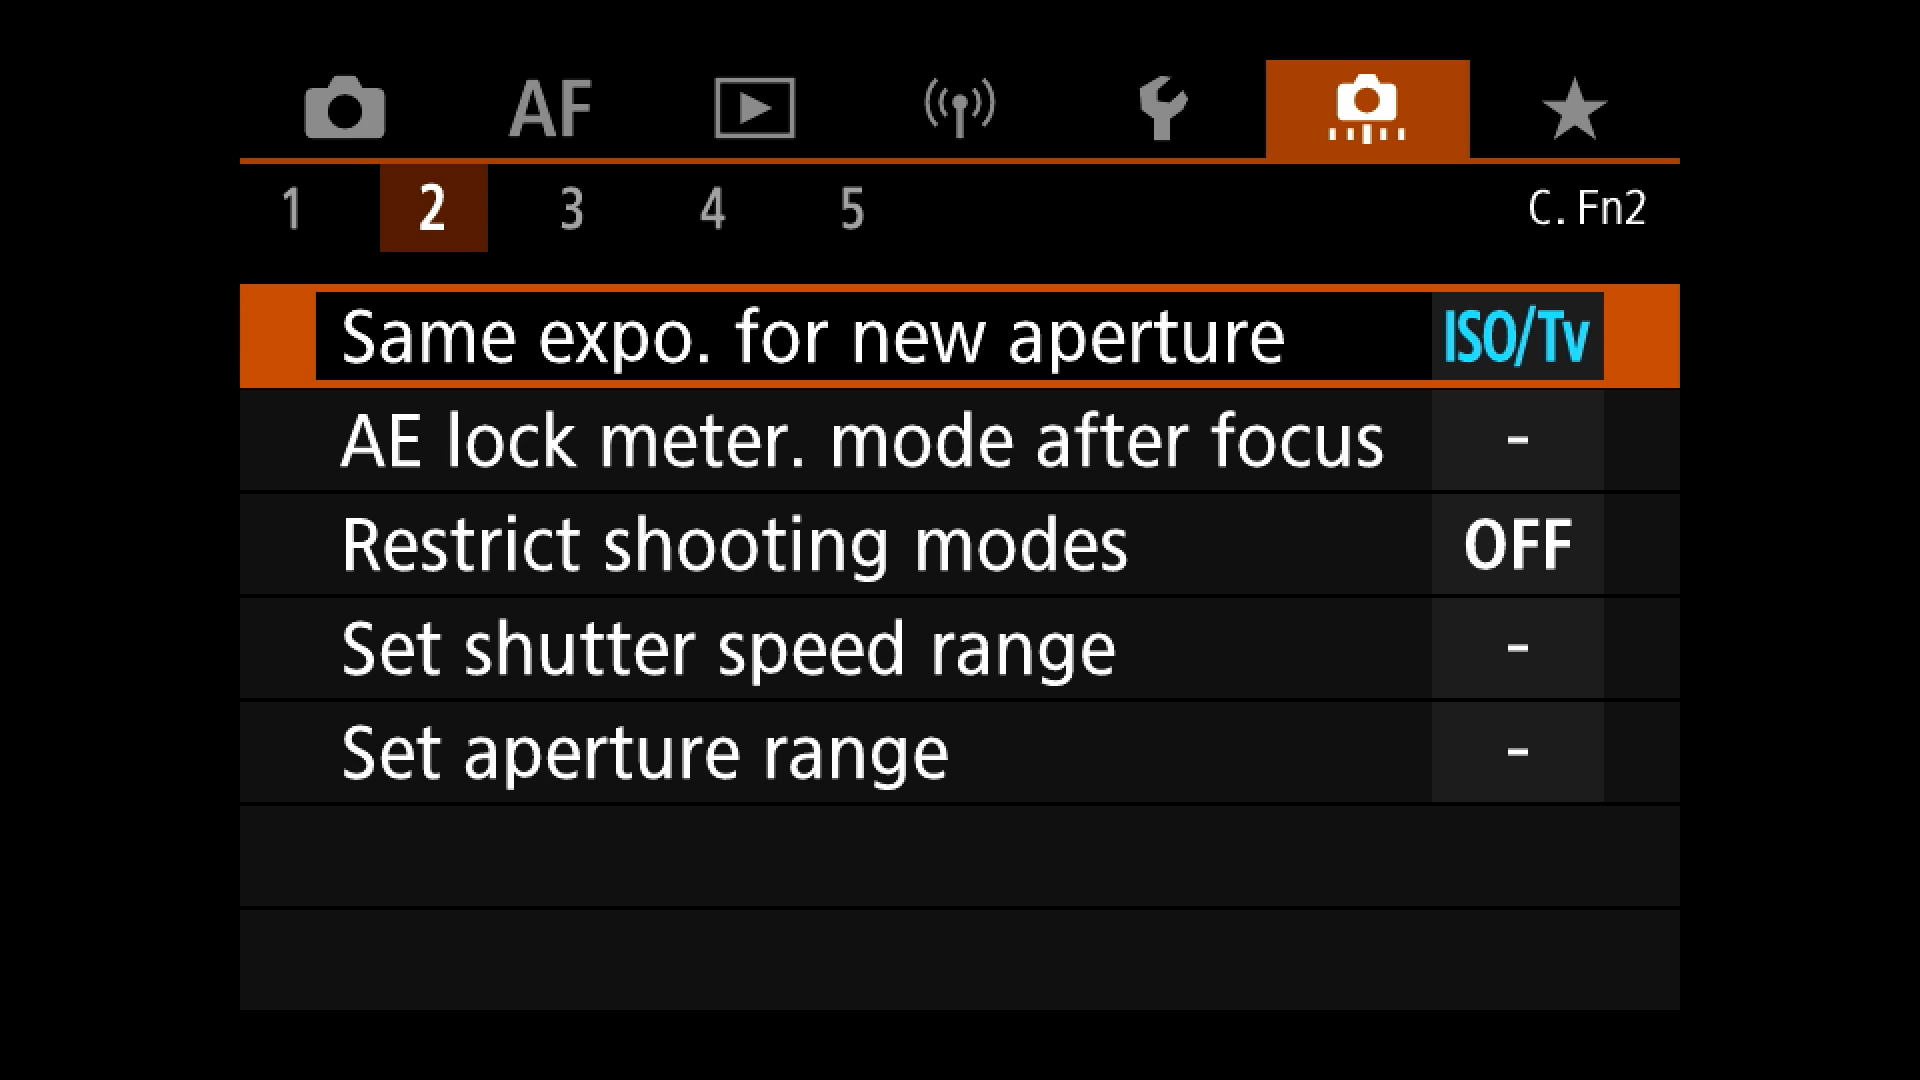 AF
1 2 3 4 5 C.Fn2
Same expo. for new aperture ISO/Tv
AE lock meter. mode after focus -
Restrict shooting modes OFF
Set shutter speed range -
Set aperture range -